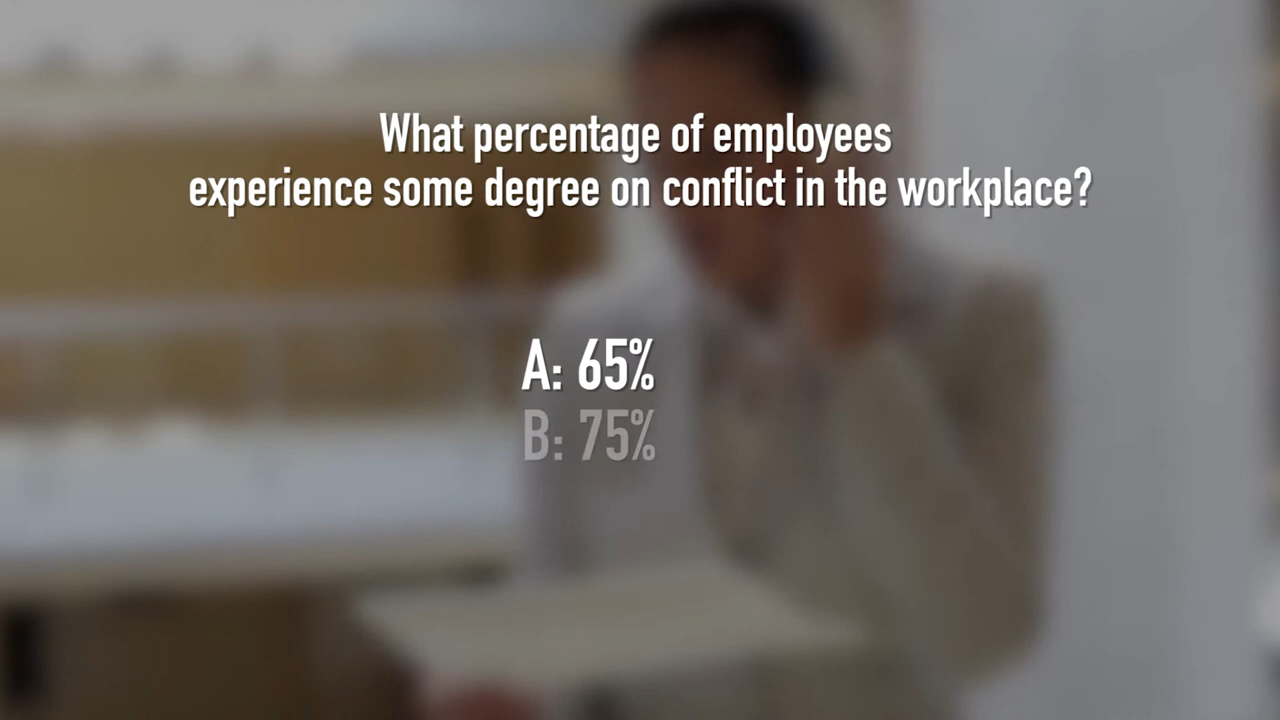 What percentage of employees
experience some degree on conflict in the workplace?
A: 65%
B: 75%